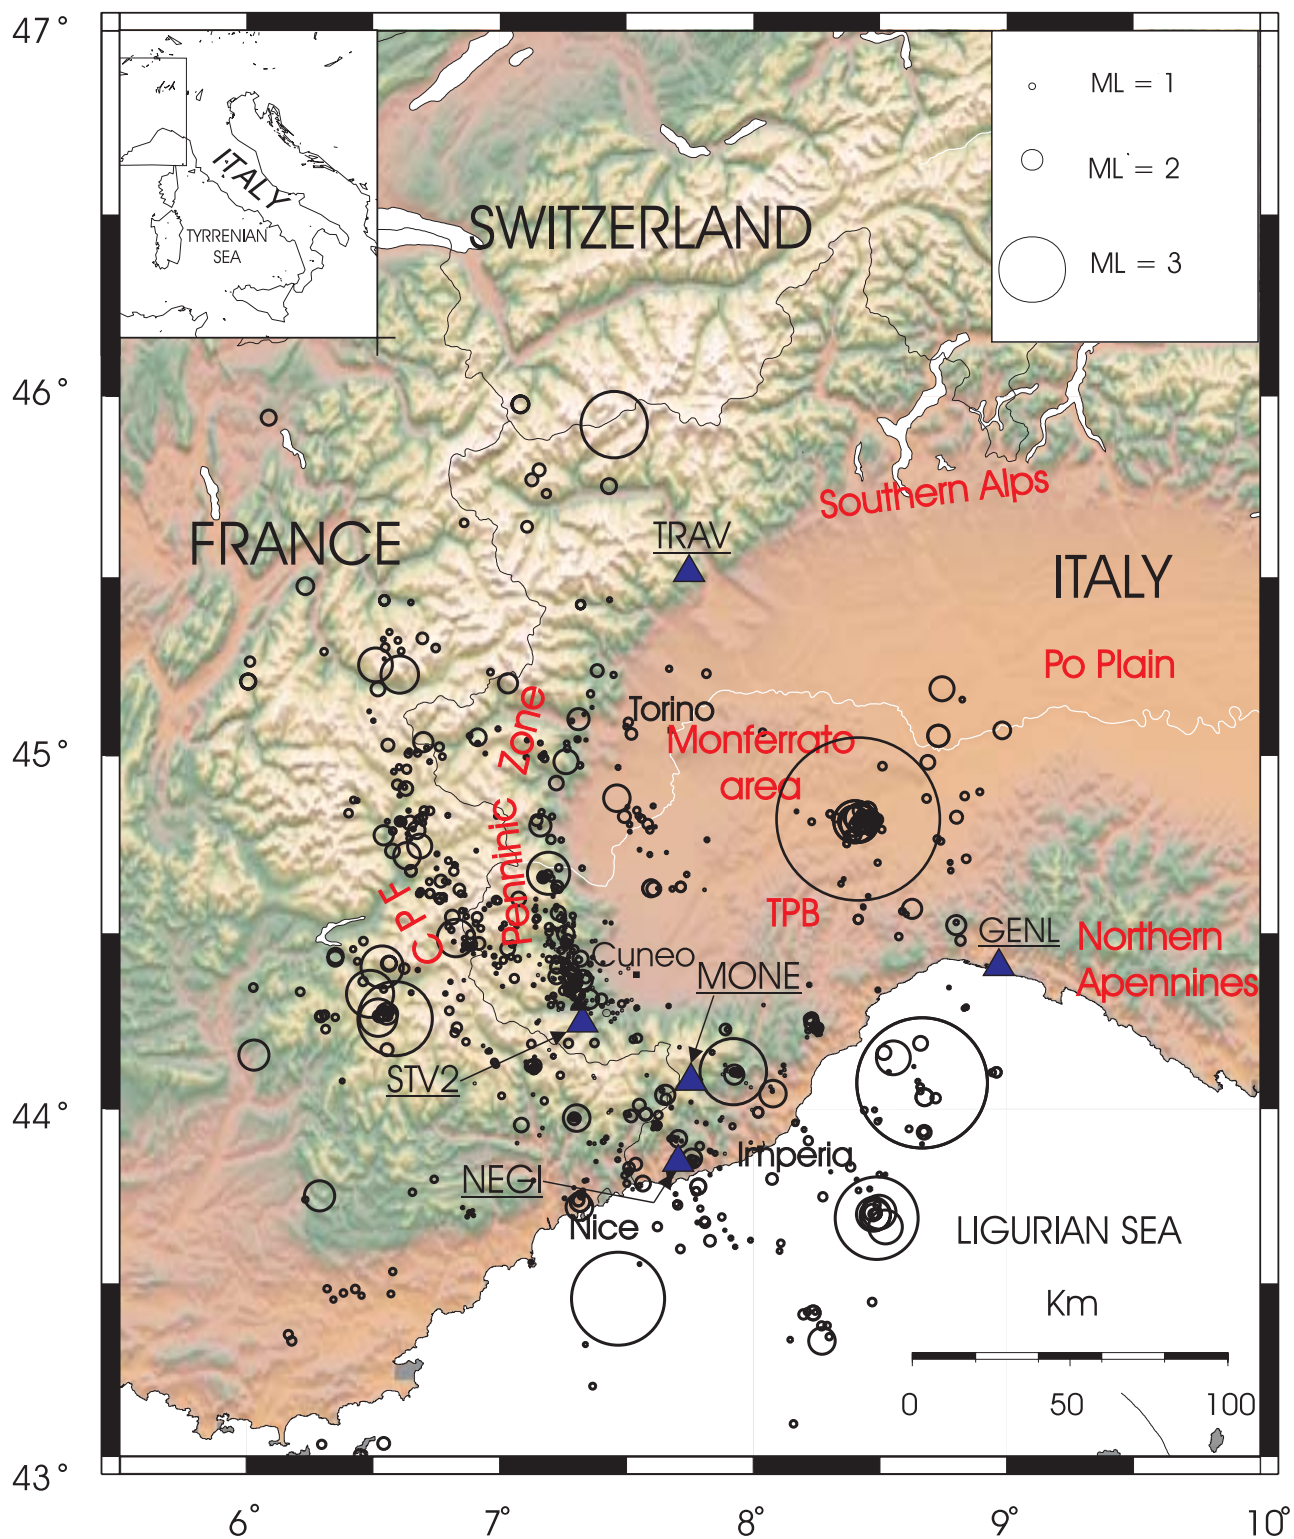 47°
ML = 1
ML = 2
ML = 3
ITALY
TYRRENIAN
SEA
SWITZERLAND
46°
Southern Alps
FRANCE
TRAV
ITALY
Po Plain
Torino
Penninic Zone
Monferrato
area
45°
CPF
TPB
GENL
Northern
Apennines
Cuneo
MONE
STV2
44°
Imperia
NEGI
Nice
LIGURIAN SEA
Km
0 50 100
43°
6° 7° 8° 9° 10°